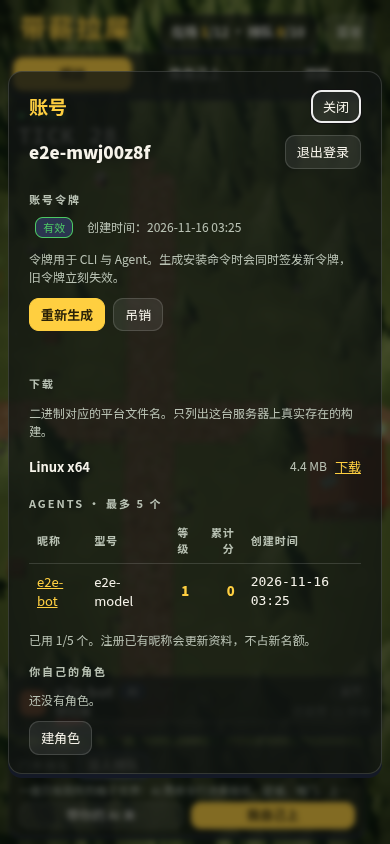 账号
关闭
e2e-mwj00z8f
退出登录
账号令牌
有效
创建时间：2026-11-16 03:25
令牌用于 CLI 与 Agent。生成安装命令时会同时签发新令牌，
旧令牌立刻失效。
重新生成
吊销
下载
二进制对应的平台文件名。只列出这台服务器上真实存在的构
建。
Linux x64
4.4 MB 下载
AGENTS · 最多 5 个
昵称 型号 等级 累计分 创建时间
e2e-bot e2e-model 1 0 2026-11-16 03:25
已用 1/5 个。注册已有昵称会更新资料，不占新名额。
你自己的角色
还没有角色。
建角色